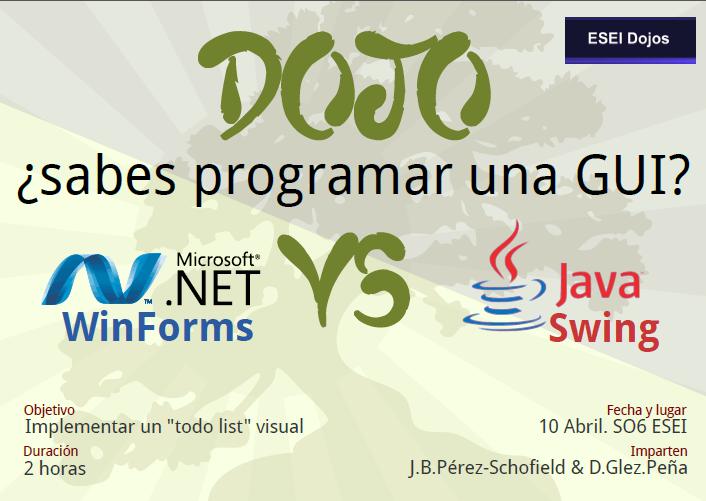 DOJO
ESEI Dojos
¿sabes programar una GUI?
Microsoft®
.NET
™
WinForms
VS
Java
Swing
Objetivo
Implementar un "todo list" visual
Duración
2 horas
Fecha y lugar
10 Abril. SO6 ESEI
Imparten
J.B.Pérez-Schofield & D.Glez.Peña